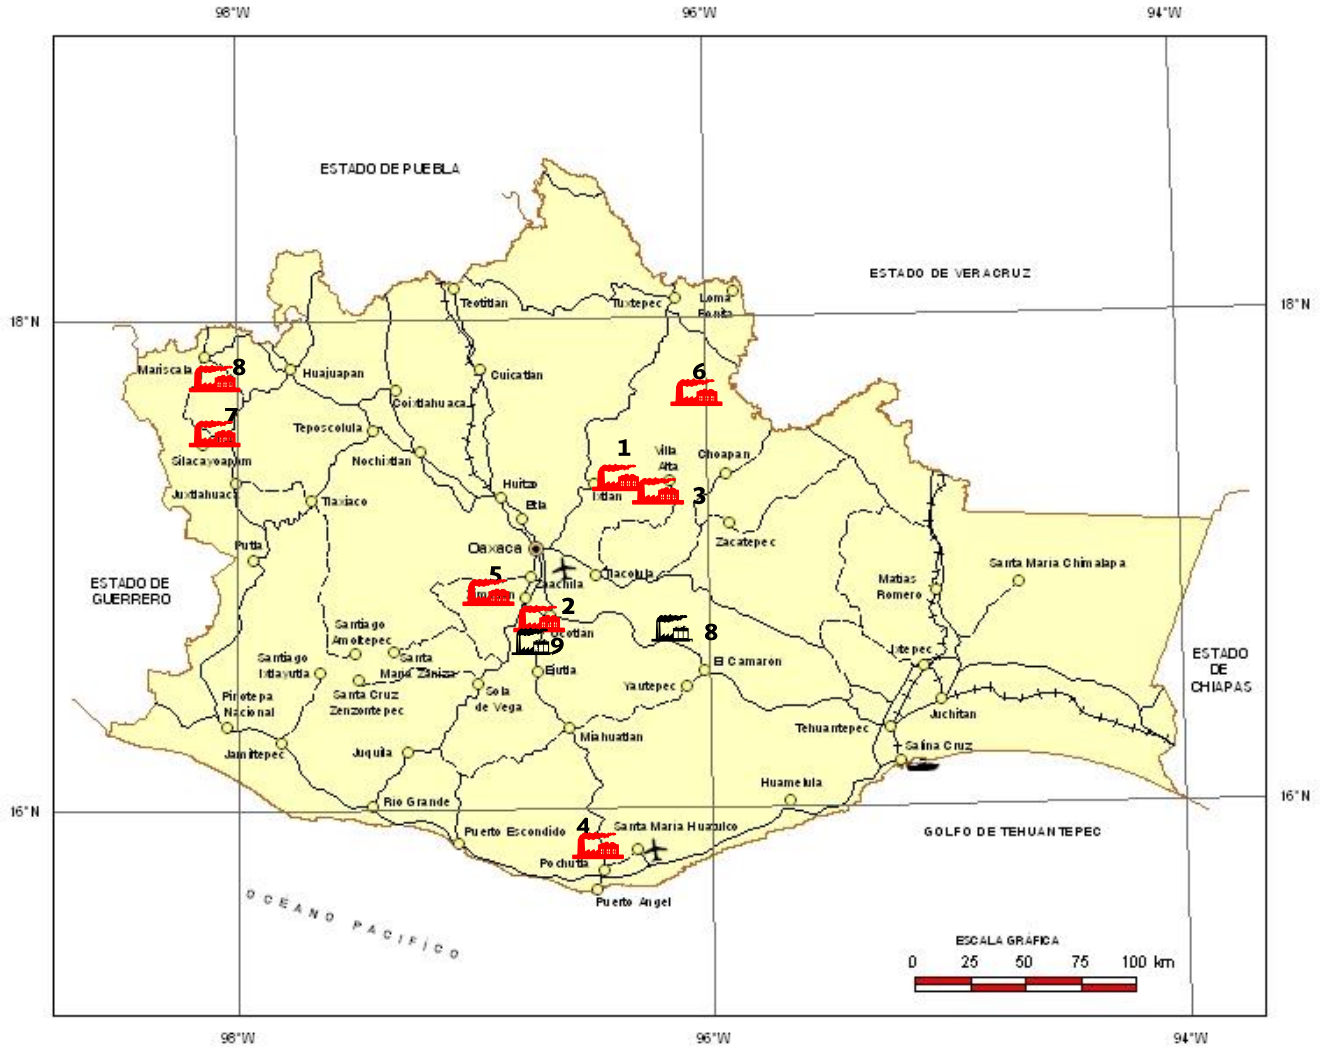 98°W 96°W 94°W
ESTADO DE PUEBLA
ESTADO DE VERACRUZ
Teotitlan
Tuxtepec
Loma
Bonita
18°N
18°N
Mariscala
8
Huajuapan
Cuicatlan
6
Coixtlahuaca
7
Teposcolula
Nochixtlan
Silacayoapam
1
Villa
Alta
Choapan
Juxtlahuaca
Tlaxiaco
Huitzo
Ixtlan
3
Etla
Zacatepec
Oaxaca
Putla
Santa Maria Chimalapa
ESTADO DE
GUERRERO
5
Zaachila
Tlacolula
Matias
Romero
2
Ocotlan
8
9
Santiago
Amoltepec
Santiago
Ixtlayutla
Santa
Maria Zaniza
Ejutla
El Camaron
Ixtepec
ESTADO
DE
CHIAPAS
Pinotepa
Nacional
Santa Cruz
Zenzontepec
Sola
de Vega
Yautepec
Juchitan
Tehuantepec
Jamiltepec
Juquila
Miahuatlan
Salina Cruz
Huamelula
Rio Grande
16°N
16°N
Puerto Escondido
4
Santa Maria Huatulco
GOLFO DE TEHUANTEPEC
Pochutla
Puerto Angel
OCEANO PACIFÍCO
ESCALA GRÁFICA
0 25 50 75 100 km
98°W 96°W 94°W